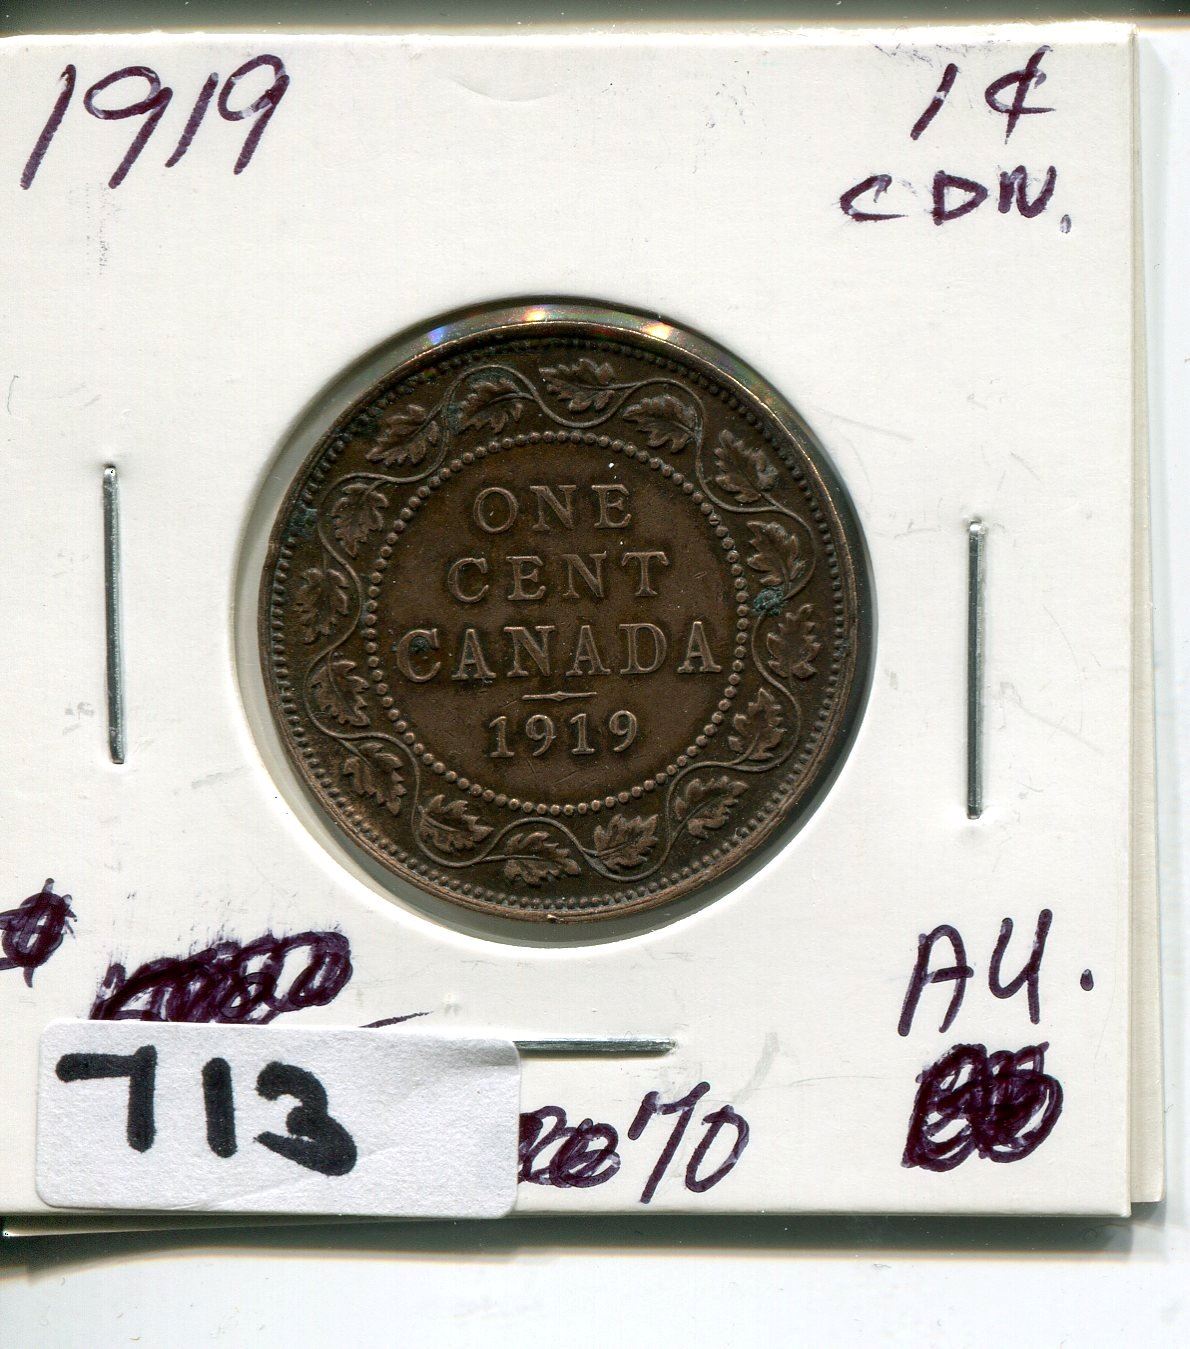 1919
1¢
CDN.
ONE
CENT
CANADA
1919
AU.
713
70